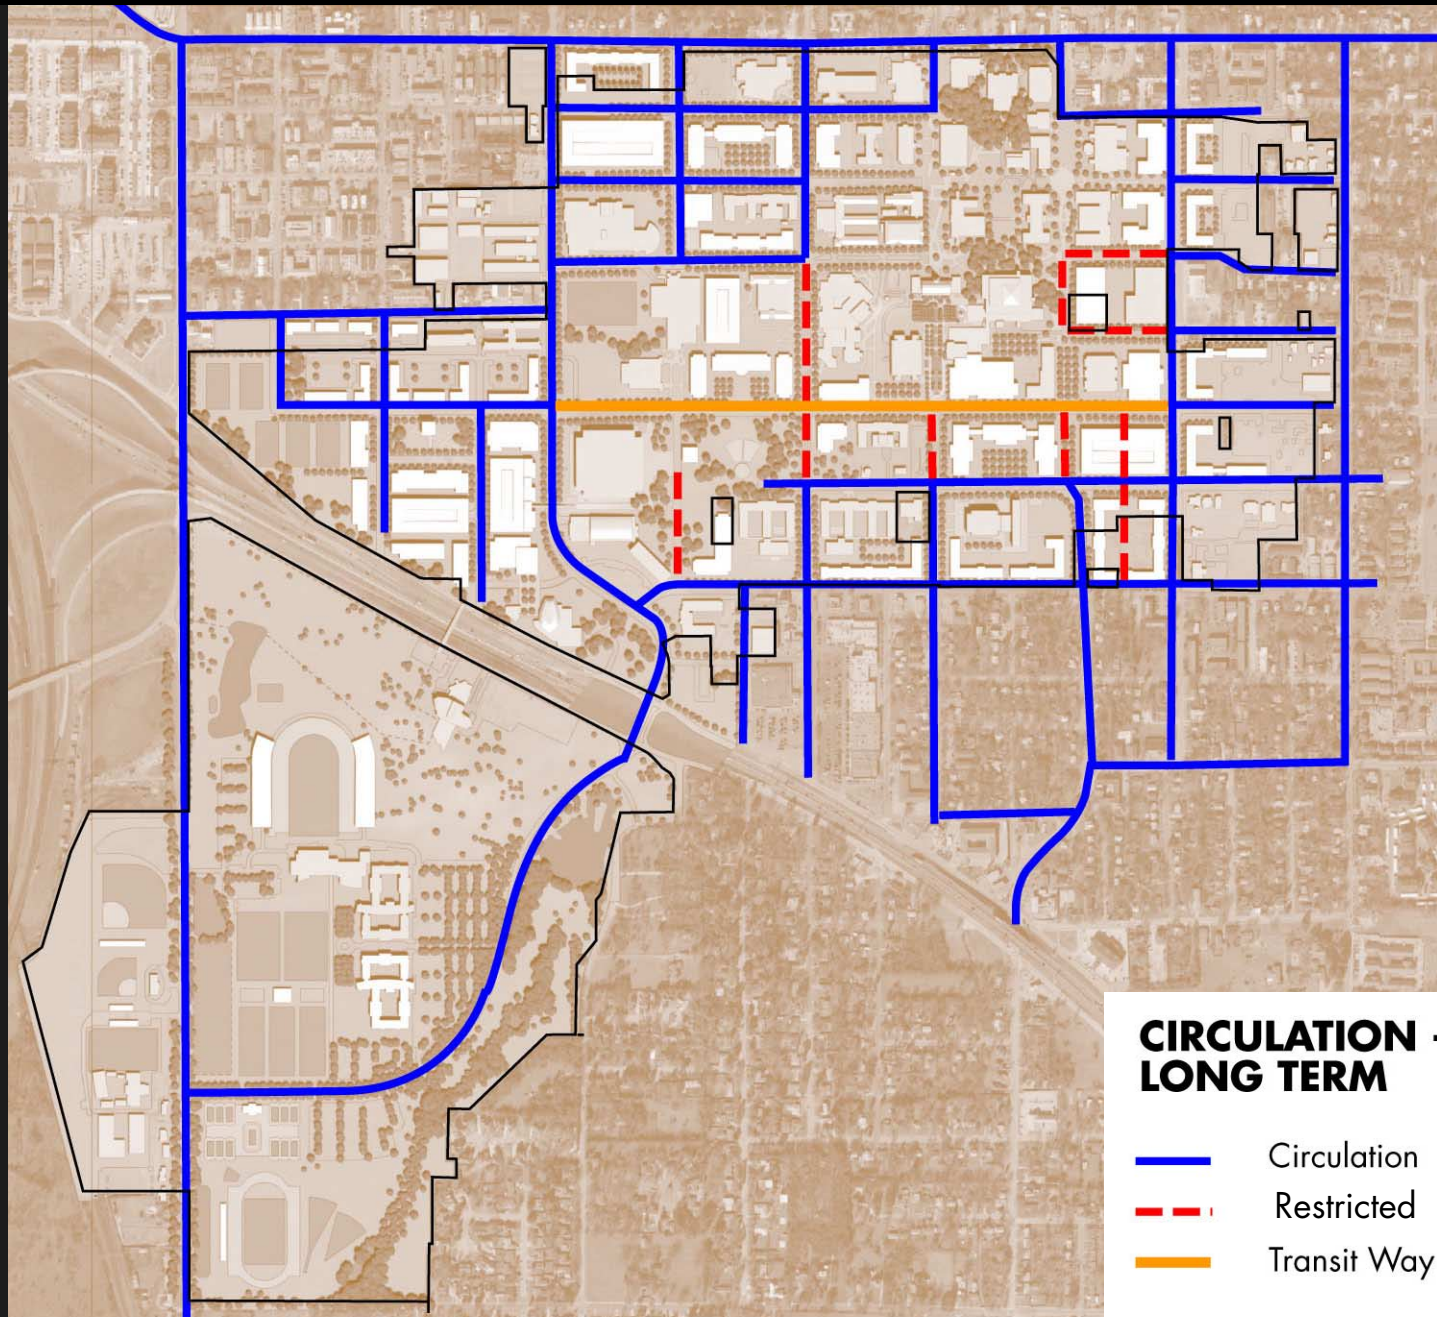 CIRCULATION -
LONG TERM
Circulation
Restricted
Transit Way